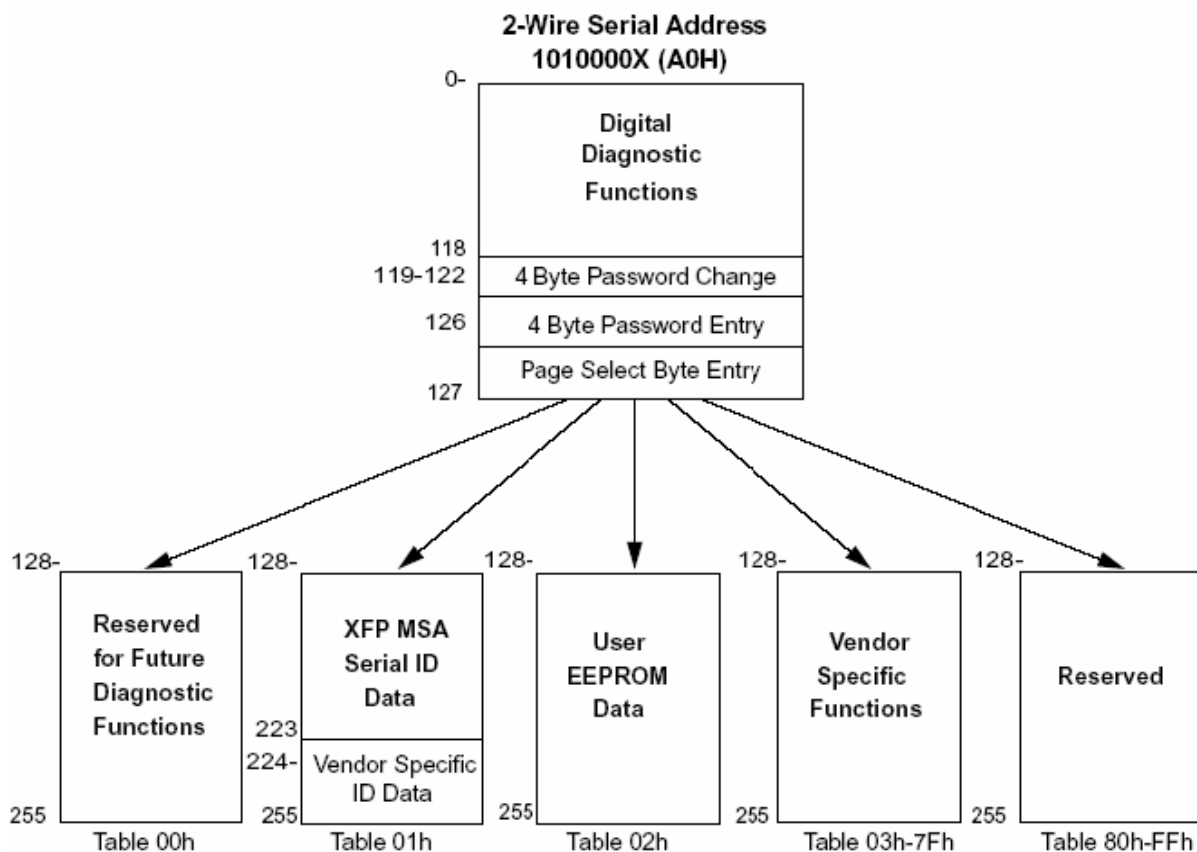 2-Wire Serial Address
1010000X (A0H)
0-
Digital
Diagnostic
Functions
118
119-122
4 Byte Password Change
126
4 Byte Password Entry
Page Select Byte Entry
127
128-
Reserved
for Future
Diagnostic
Functions
255
Table 00h
128-
XFP MSA
Serial ID
Data
223
224-
Vendor Specific
ID Data
255
Table 01h
128-
User
EEPROM
Data
255
Table 02h
128-
Vendor
Specific
Functions
255
Table 03h-7Fh
128-
Reserved
255
Table 80h-FFh